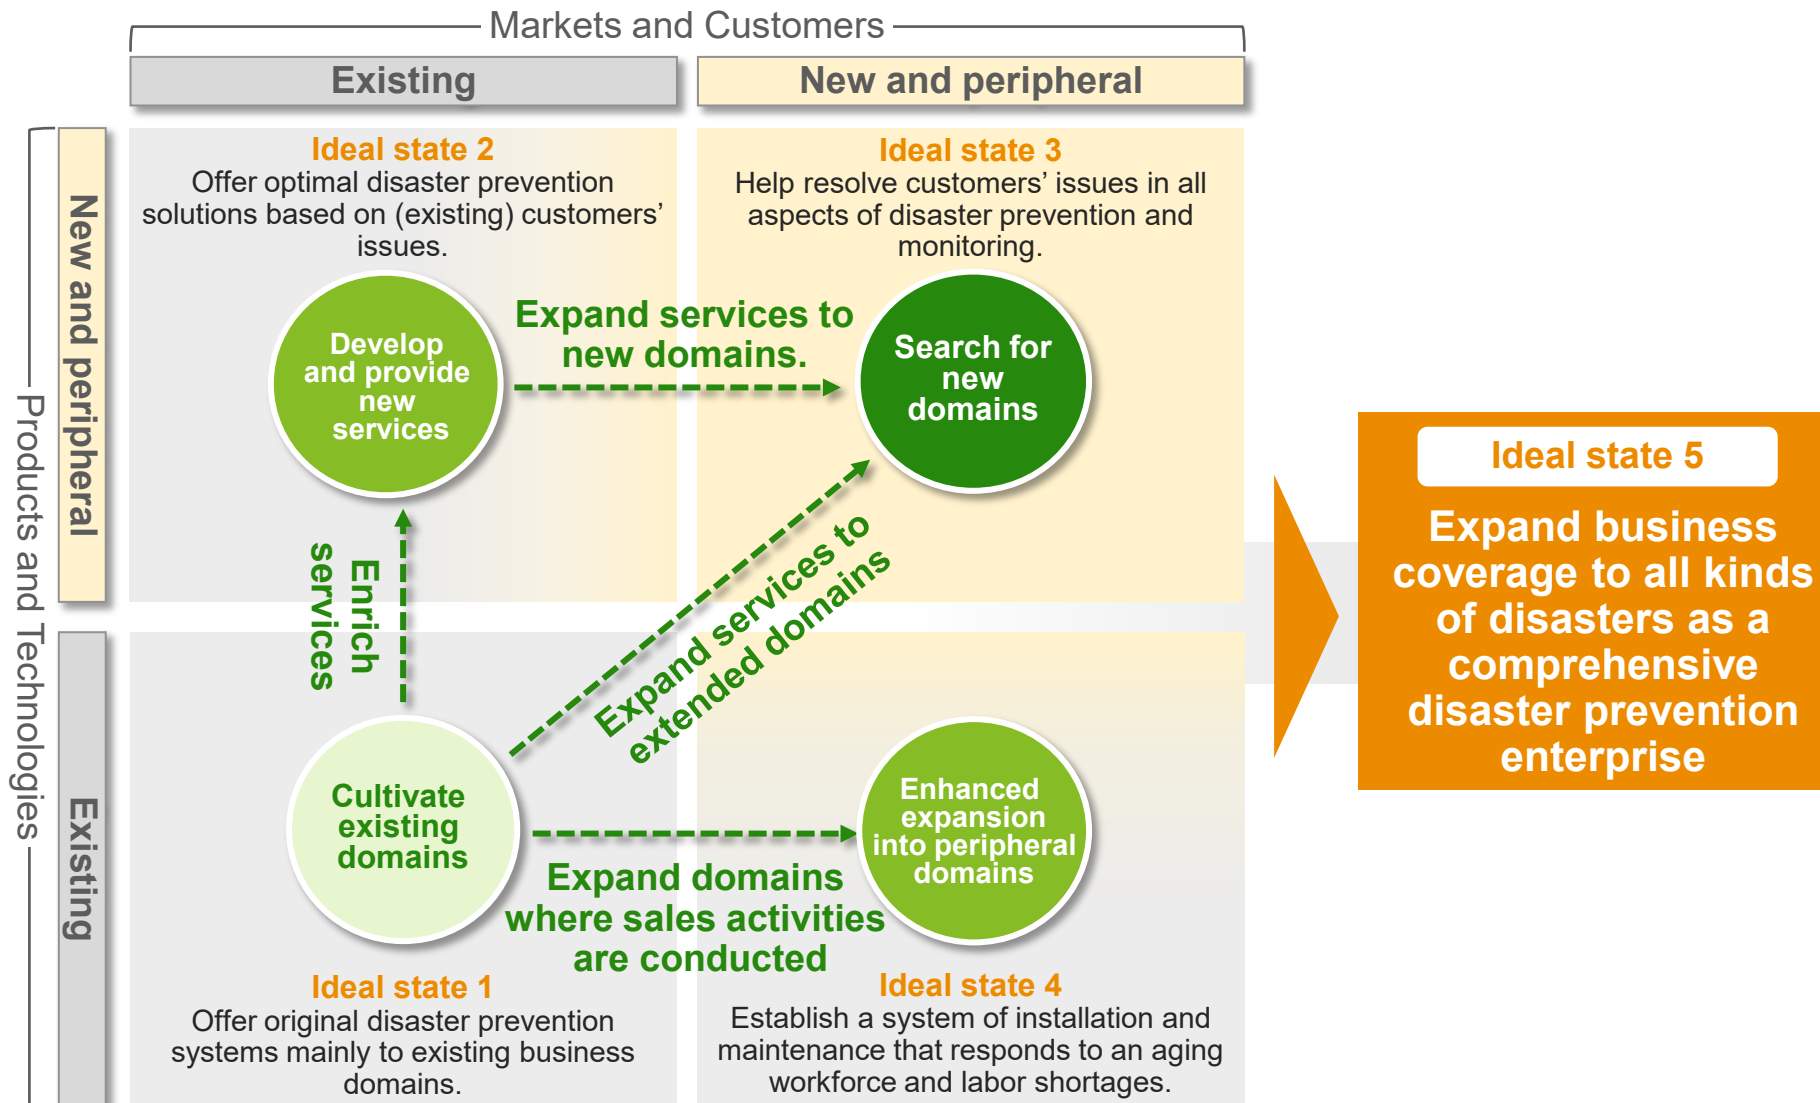 Markets and Customers
Existing
New and peripheral
Products and Technologies
New and peripheral
Existing
Ideal state 2
Offer optimal disaster prevention
solutions based on (existing) customers’
issues.
Develop
and provide
new
services
Expand services to
new domains.
Ideal state 3
Help resolve customers’ issues in all
aspects of disaster prevention and
monitoring.
Search for
new
domains
Enrich
services
Expand services to
extended domains
Cultivate
existing
domains
Expand domains
where sales activities
are conducted
Enhanced
expansion
into peripheral
domains
Ideal state 1
Offer original disaster prevention
systems mainly to existing business
domains.
Ideal state 4
Establish a system of installation and
maintenance that responds to an aging
workforce and labor shortages.
Ideal state 5
Expand business
coverage to all kinds
of disasters as a
comprehensive
disaster prevention
enterprise